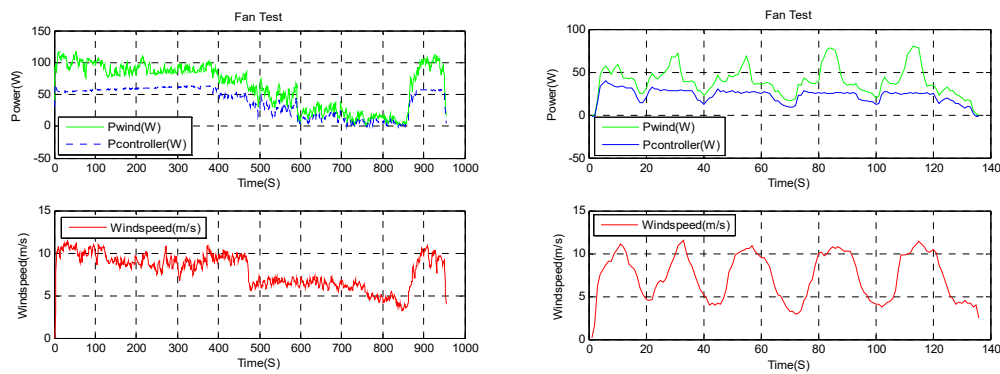 Fan Test
150
100
50
0
-50
Power(W)
Pwind(W)
Pcontroller(W)
0 100 200 300 400 500 600 700 800 900 1000
Time(S)
15
10
5
0
Windspeed(m/s)
Windspeed(m/s)
0 100 200 300 400 500 600 700 800 900 1000
Time(S)
Fan Test
100
50
0
-50
Power(W)
Pwind(W)
Pcontroller(W)
0 20 40 60 80 100 120 140
Time(S)
15
10
5
0
Windspeed(m/s)
Windspeed(m/s)
0 20 40 60 80 100 120 140
Time(S)